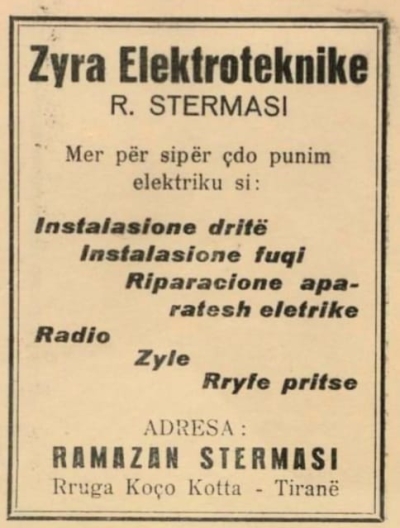 Zyra Elektroteknike
R. STERMASI
Mer për sipër çdo punim
elektriku si:
Instalasione dritë
Instalasione fuqi
Riparacione apa-
ratesh eletrike
Radio
Zyle
Rryfe pritse
ADRESA:
RAMAZAN STERMASI
Rruga Koço Kotta - Tiranë